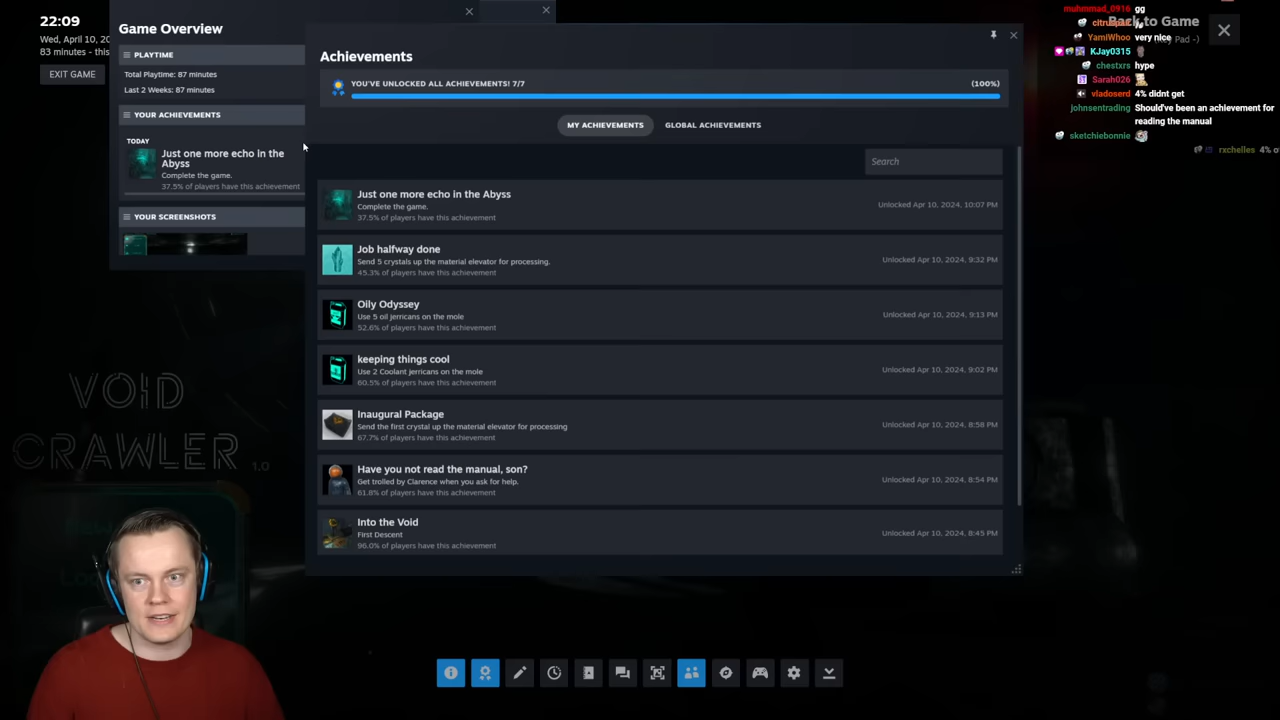 22:09
Wed, April 10, 20
83 minutes - this
EXIT GAME
Game Overview
PLAYTIME
Total Playtime: 87 minutes
Last 2 Weeks: 87 minutes
YOUR ACHIEVEMENTS
TODAY
Just one more echo in the
Abyss
Complete the game.
37.5% of players have this achievement
YOUR SCREENSHOTS
Achievements
YOU'VE UNLOCKED ALL ACHIEVEMENTS! 7/7
(100%)
MY ACHIEVEMENTS
GLOBAL ACHIEVEMENTS
Search
Just one more echo in the Abyss
Complete the game.
37.5% of players have this achievement
Unlocked Apr 10, 2024, 10:07 PM
Job halfway done
Send 5 crystals up the material elevator for processing.
45.3% of players have this achievement
Unlocked Apr 10, 2024, 9:32 PM
Oily Odyssey
Use 5 oil jerricans on the mole
52.6% of players have this achievement
Unlocked Apr 10, 2024, 9:13 PM
keeping things cool
Use 2 Coolant jerricans on the mole
60.5% of players have this achievement
Unlocked Apr 10, 2024, 9:02 PM
Inaugural Package
Send the first crystal up the material elevator for processing
67.7% of players have this achievement
Unlocked Apr 10, 2024, 8:58 PM
Have you not read the manual, son?
Get trolled by Clarence when you ask for help.
61.8% of players have this achievement
Unlocked Apr 10, 2024, 8:54 PM
Into the Void
First Descent
96.0% of players have this achievement
Unlocked Apr 10, 2024, 8:45 PM
Back to Game
Key Pad -)
muhmmad_0916 gg
YamiWhoo very nice
KJay0315
chestxrs hype
Sarah026
vladoserd 4% didnt get
johnsentrading Should've been an achievement for
reading the manual
sketchiebonnie
rxchelles 4% of
VOID
CRAWLER 1.0